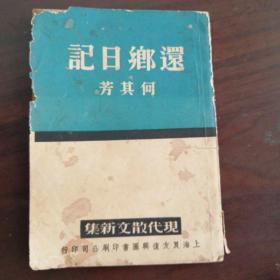 還鄉日記
何其芳
現代散文新集
上海良友復興圖書印刷公司印行